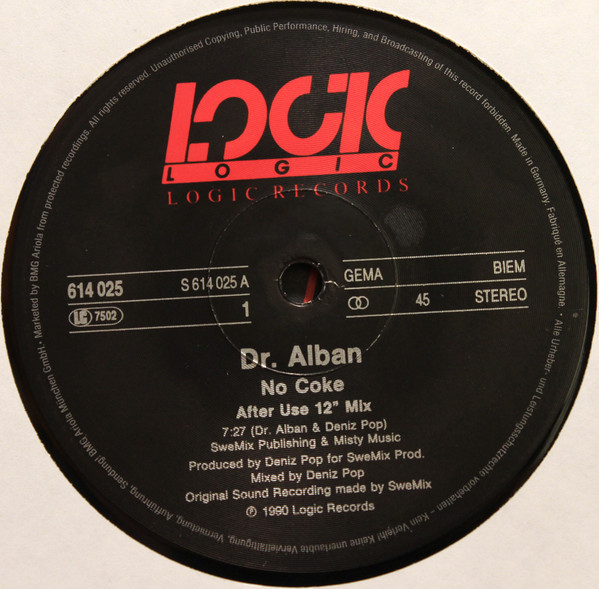 LOGIC
LOGIC
LOGIC RECORDS
614 025
S 614 025 A
GEMA
BIEM
LC 7502
1
45
STEREO
Dr. Alban
No Coke
After Use 12" Mix
7:27 (Dr. Alban & Deniz Pop)
SweMix Publishing & Misty Music
Produced by Deniz Pop for SweMix Prod.
Mixed by Deniz Pop
Original Sound Recording made by SweMix
℗ 1990 Logic Records
Marketed by BMG Ariola München GmbH. • All rights reserved. Unauthorised Copying, Public Performance, Hiring, and Broadcasting of this record forbidden. Made in Germany. Fabriqué en Allemagne. • Alle Urheber- und Leistungsschutzrechte vorbehalten – Kein Verleih! Keine unerlaubte Vervielfältigung, Vermietung, Aufführung, Sendung! BMG Ariola München GmbH.
from protected recordings.